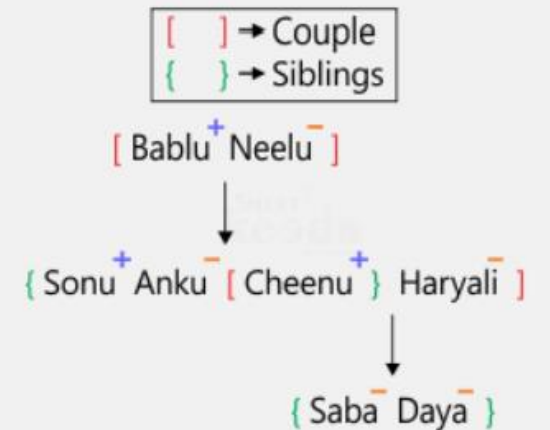 [ ] → Couple
{ } → Siblings
[ Bablu+ Neelu− ]
{ Sonu+ Anku− [ Cheenu+ } Haryali− ]
{ Saba− Daya− }